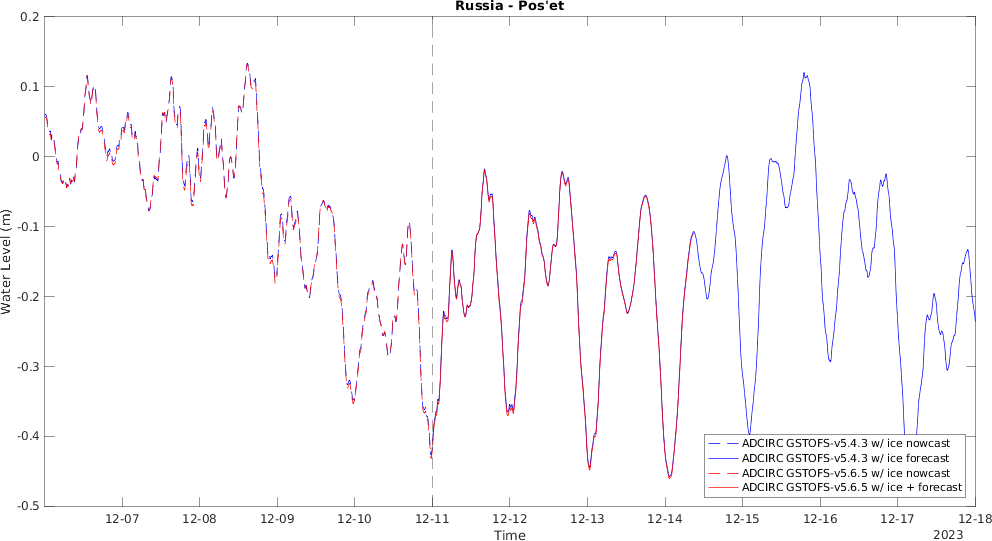 Russia - Pos'et
Water Level (m)
0.2
0.1
0
-0.1
-0.2
-0.3
-0.4
-0.5
12-07 12-08 12-09 12-10 12-11 12-12 12-13 12-14 12-15 12-16 12-17 12-18
Time
2023
ADCIRC GSTOFS-v5.4.3 w/ ice nowcast
ADCIRC GSTOFS-v5.4.3 w/ ice forecast
ADCIRC GSTOFS-v5.6.5 w/ ice nowcast
ADCIRC GSTOFS-v5.6.5 w/ ice + forecast